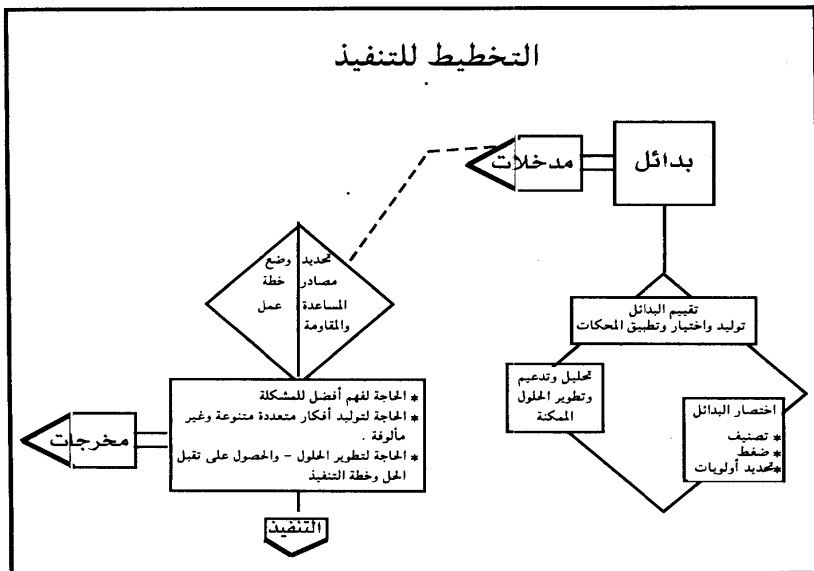 التخطيط للتنفيذ
بدائل
مدخلات
تقييم البدائل
توليد واختيار وتطبيق المحكات
اختصار البدائل
* تصنيف
* ضغط
* تحديد أولويات
تحليل وتدعيم
وتطوير الحلول
الممكنة
تحديد
مصادر
المساعدة
والمقاومة
وضع
خطة
عمل
* الحاجة لفهم أفضل للمشكلة
* الحاجة لتوليد أفكار متعددة متنوعة وغير
مألوفة .
* الحاجة لتطوير الحلول – والحصول على تقبل
الحل وخطة التنفيذ
مخرجات
التنفيذ